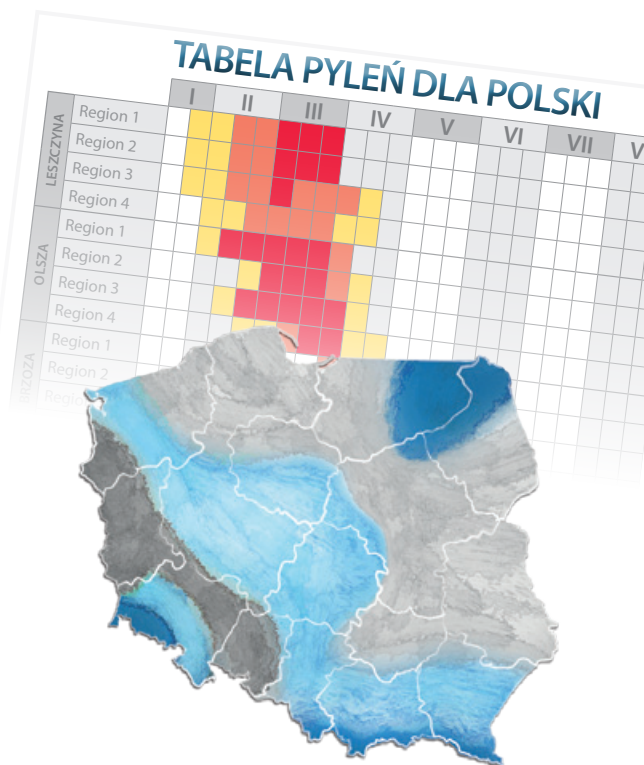 TABELA PYLEŃ DLA POLSKI
I II III IV V VI VII
LESZCZYNA
Region 1
Region 2
Region 3
Region 4
OLSZA
Region 1
Region 2
Region 3
Region 4
Region 1
Region 2